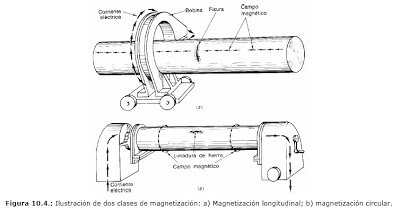 Corriente
eléctrica
Bobina
Fisura
Campo
magnético
(a)
Limadura de hierro
Campo magnético
Corriente
eléctrica
(b)
Figura 10.4.: Ilustración de dos clases de magnetización: a) Magnetización longitudinal; b) magnetización circular.